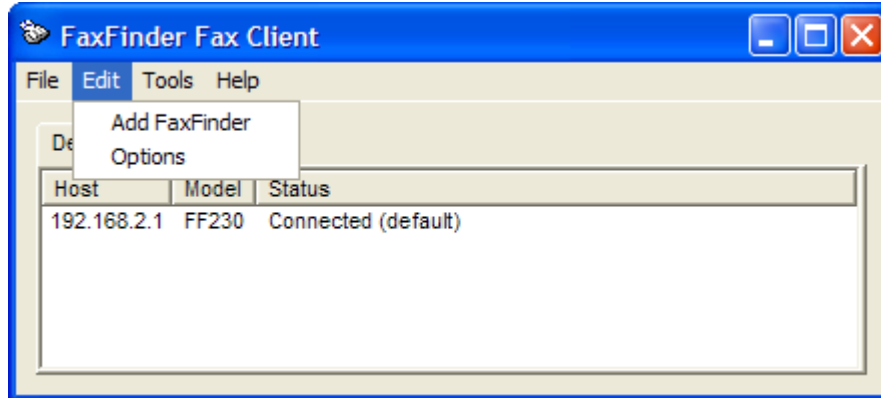 FaxFinder Fax Client
File Edit Tools Help
Add FaxFinder
Options
Host Model Status
192.168.2.1 FF230 Connected (default)